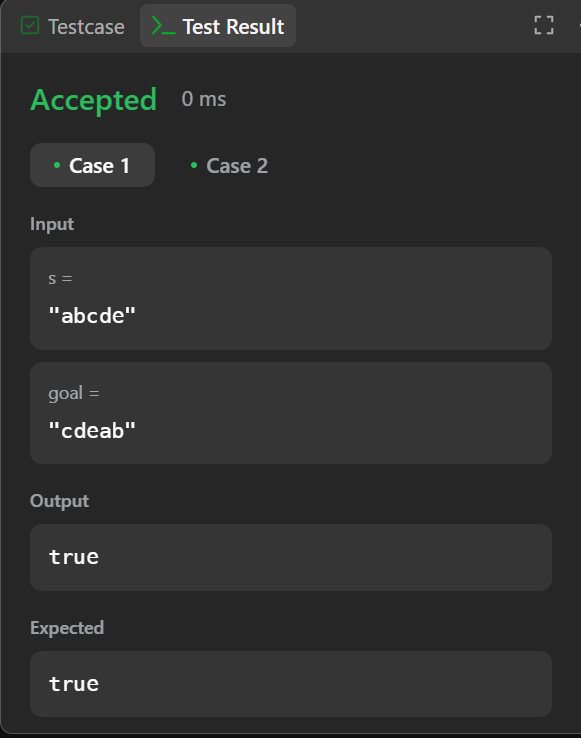 Testcase
Test Result
Accepted 0 ms
Case 1
Case 2
Input
s =
"abcde"
goal =
"cdeab"
Output
true
Expected
true